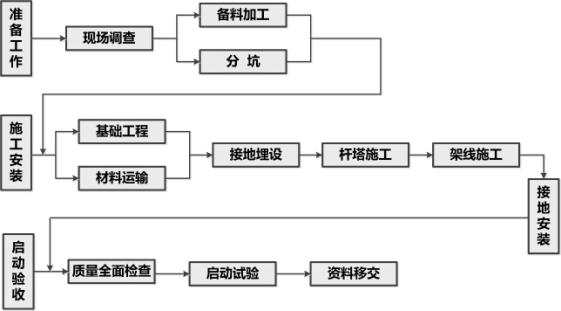 准备工作
现场调查
备料加工
分 坑
施工安装
基础工程
材料运输
接地埋设
杆塔施工
架线施工
接地安装
启动验收
质量全面检查
启动试验
资料移交